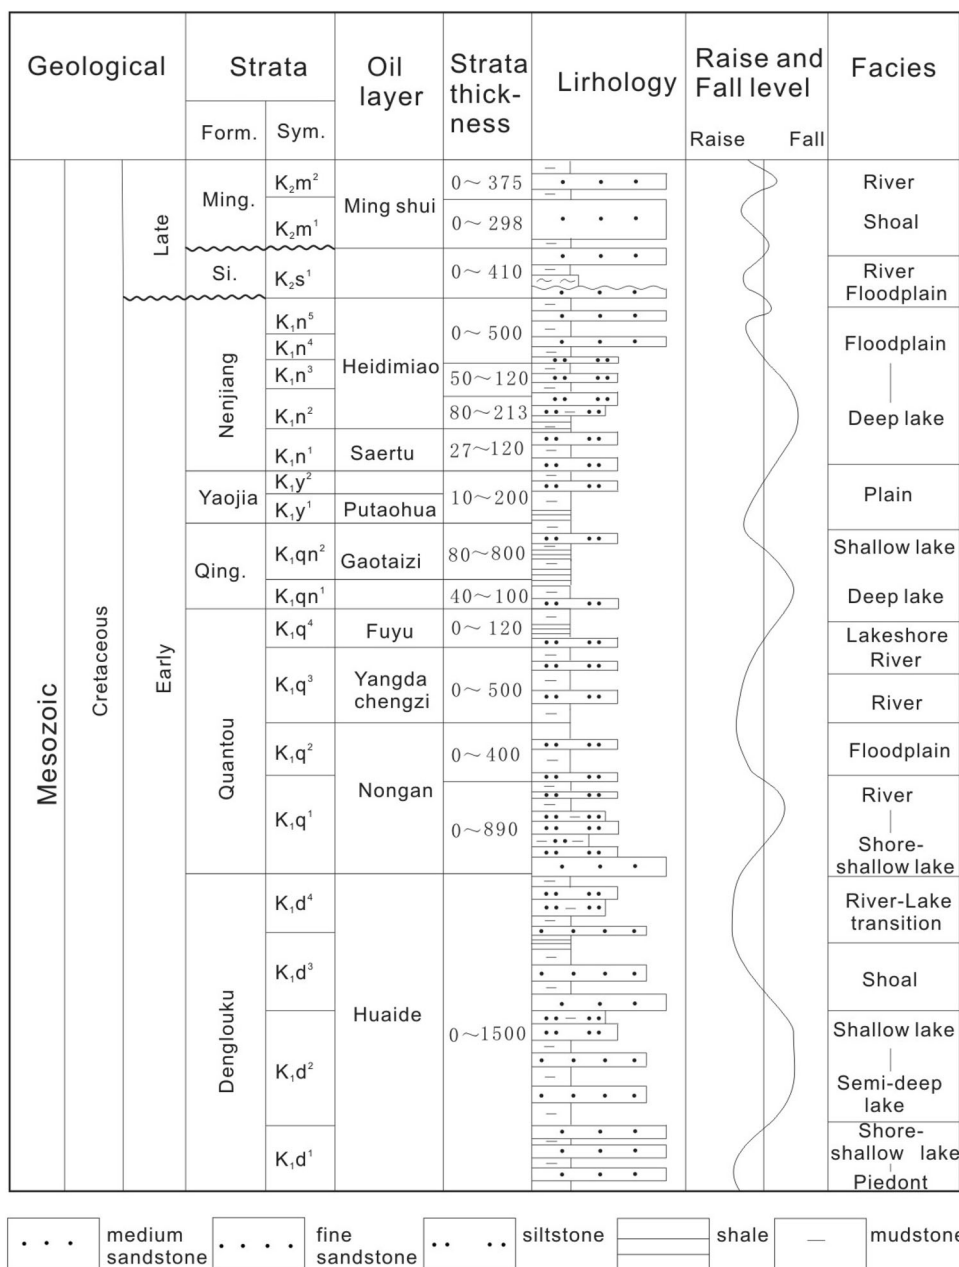 Geological
Strata
Oil
layer
Strata
thick-
ness
Lirhology
Raise and
Fall level
Facies
Form.
Sym.
Raise
Fall
Mesozoic
Cretaceous
Late
Early
Ming.
Si.
Nenjiang
Yaojia
Qing.
Quantou
Denglouku
K₂m²
K₂m¹
K₂s¹
K₁n⁵
K₁n⁴
K₁n³
K₁n²
K₁n¹
K₁y²
K₁y¹
K₁qn²
K₁qn¹
K₁q⁴
K₁q³
K₁q²
K₁q¹
K₁d⁴
K₁d³
K₁d²
K₁d¹
Ming shui
Heidimiao
Saertu
Putaohua
Gaotaizi
Fuyu
Yangda
chengzi
Nongan
Huaide
0～375
0～298
0～410
0～500
50～120
80～213
27～120
10～200
80～800
40～100
0～120
0～500
0～400
0～890
0～1500
River
Shoal
River
Floodplain
Floodplain
Deep lake
Plain
Shallow lake
Deep lake
Lakeshore
River
River
Floodplain
River
Shore-
shallow lake
River-Lake
transition
Shoal
Shallow lake
Semi-deep
lake
Shore-
shallow lake
Piedont
medium
sandstone
fine
sandstone
siltstone
shale
mudstone